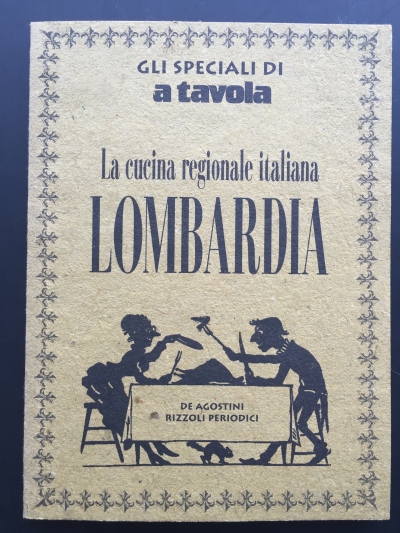 GLI SPECIALI DI
a tavola
La cucina regionale italiana
LOMBARDIA
DE AGOSTINI
RIZZOLI PERIODICI